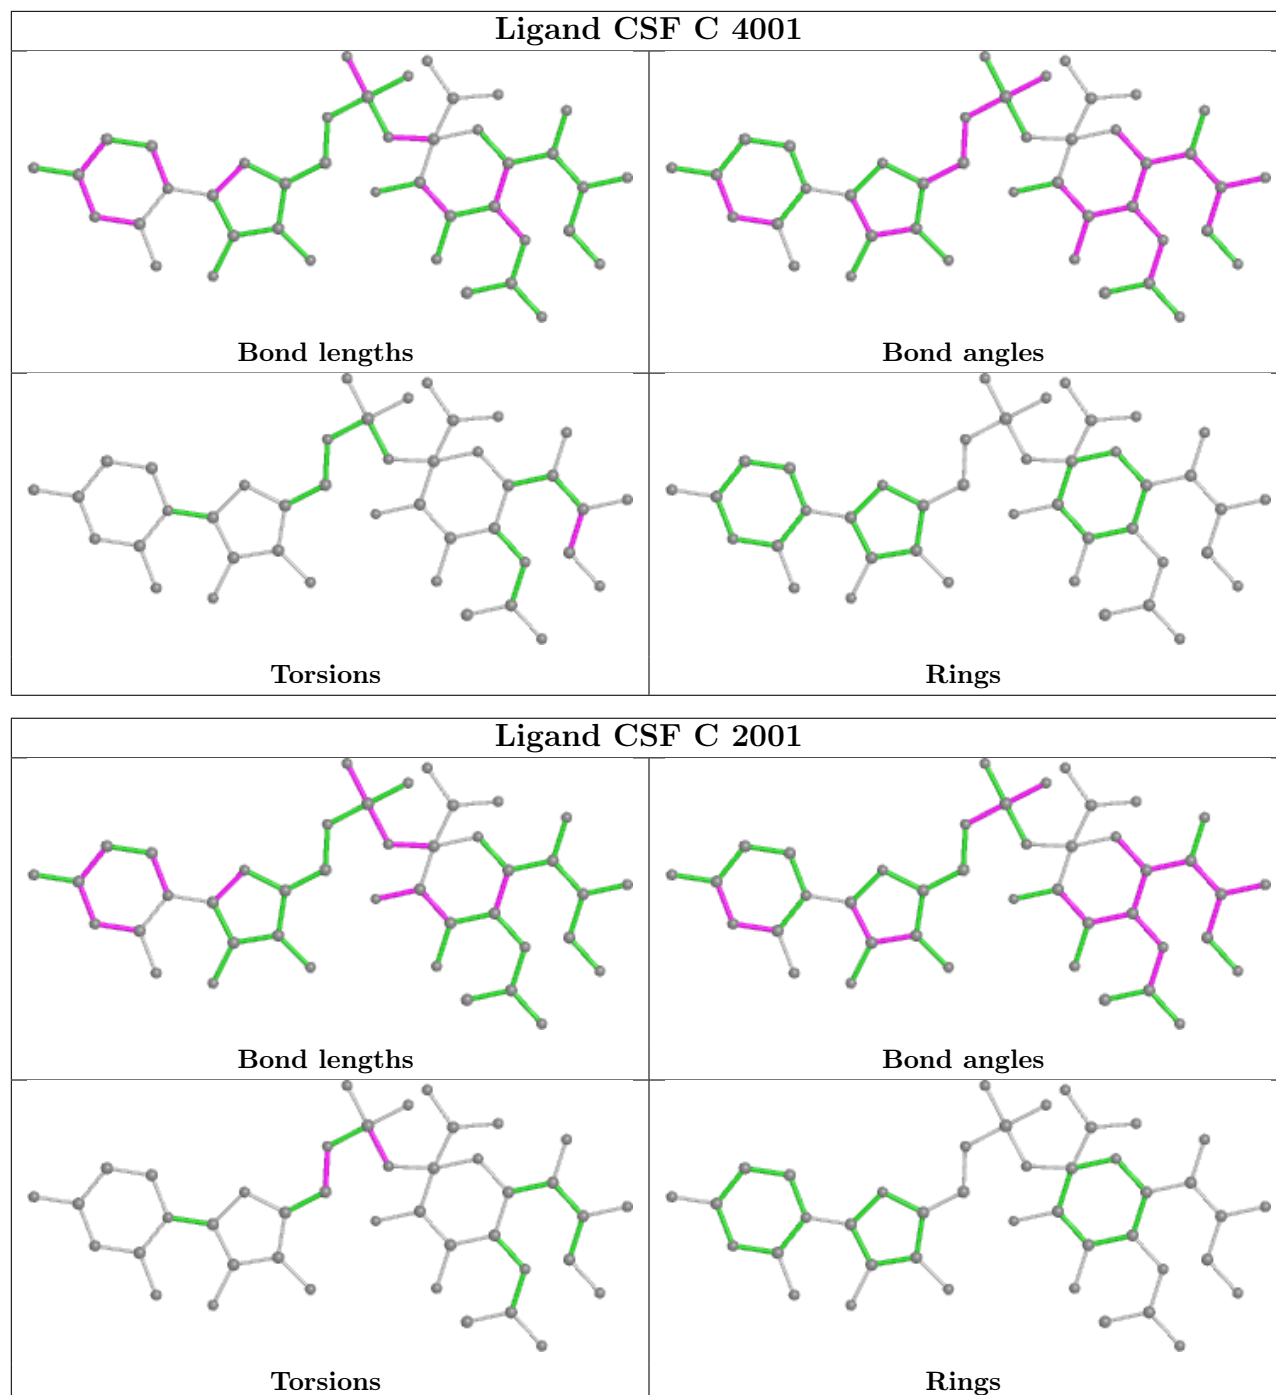 Ligand CSF C 4001
Bond lengths
Bond angles
Torsions
Rings
Ligand CSF C 2001
Bond lengths
Bond angles
Torsions
Rings